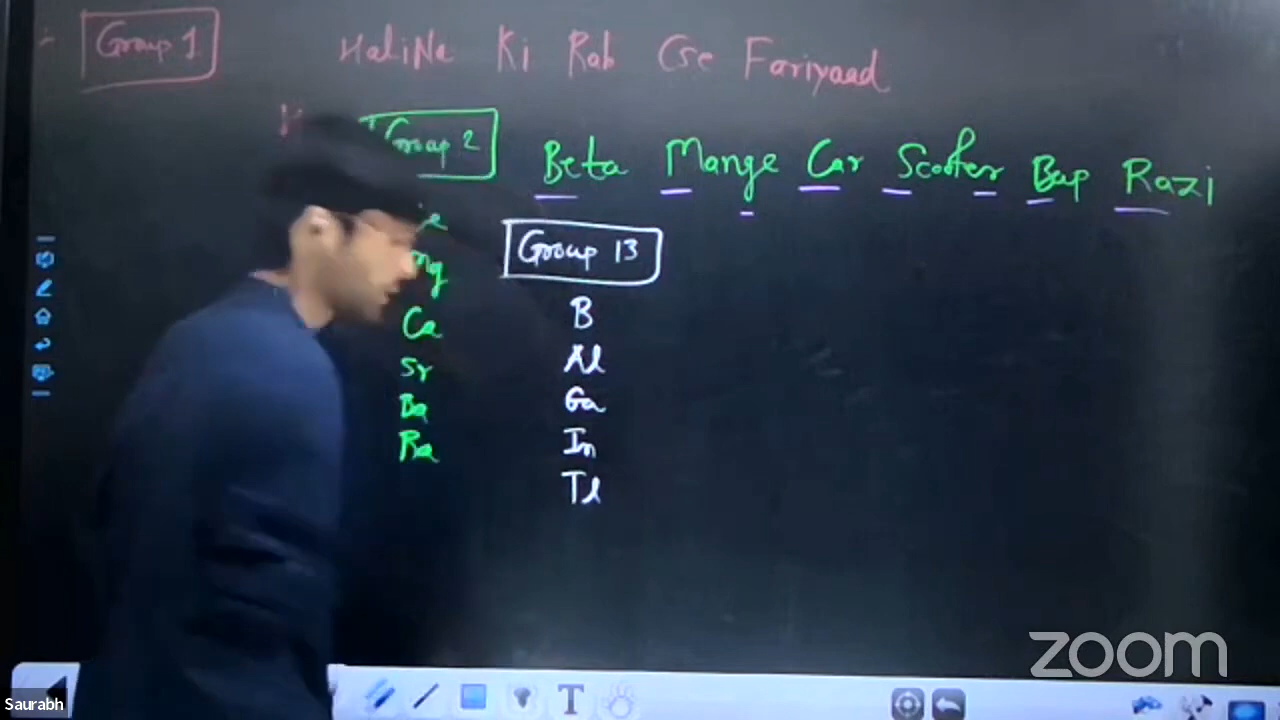 Group 1 HaLiNa Ki Rab Cse Fariyaad
Group 2 Beta Mange Car Scooter Bap Razi
Group 13
B
Ca Al
Sr Ga
Ba In
Ra Tl
zoom
T
Saurabh